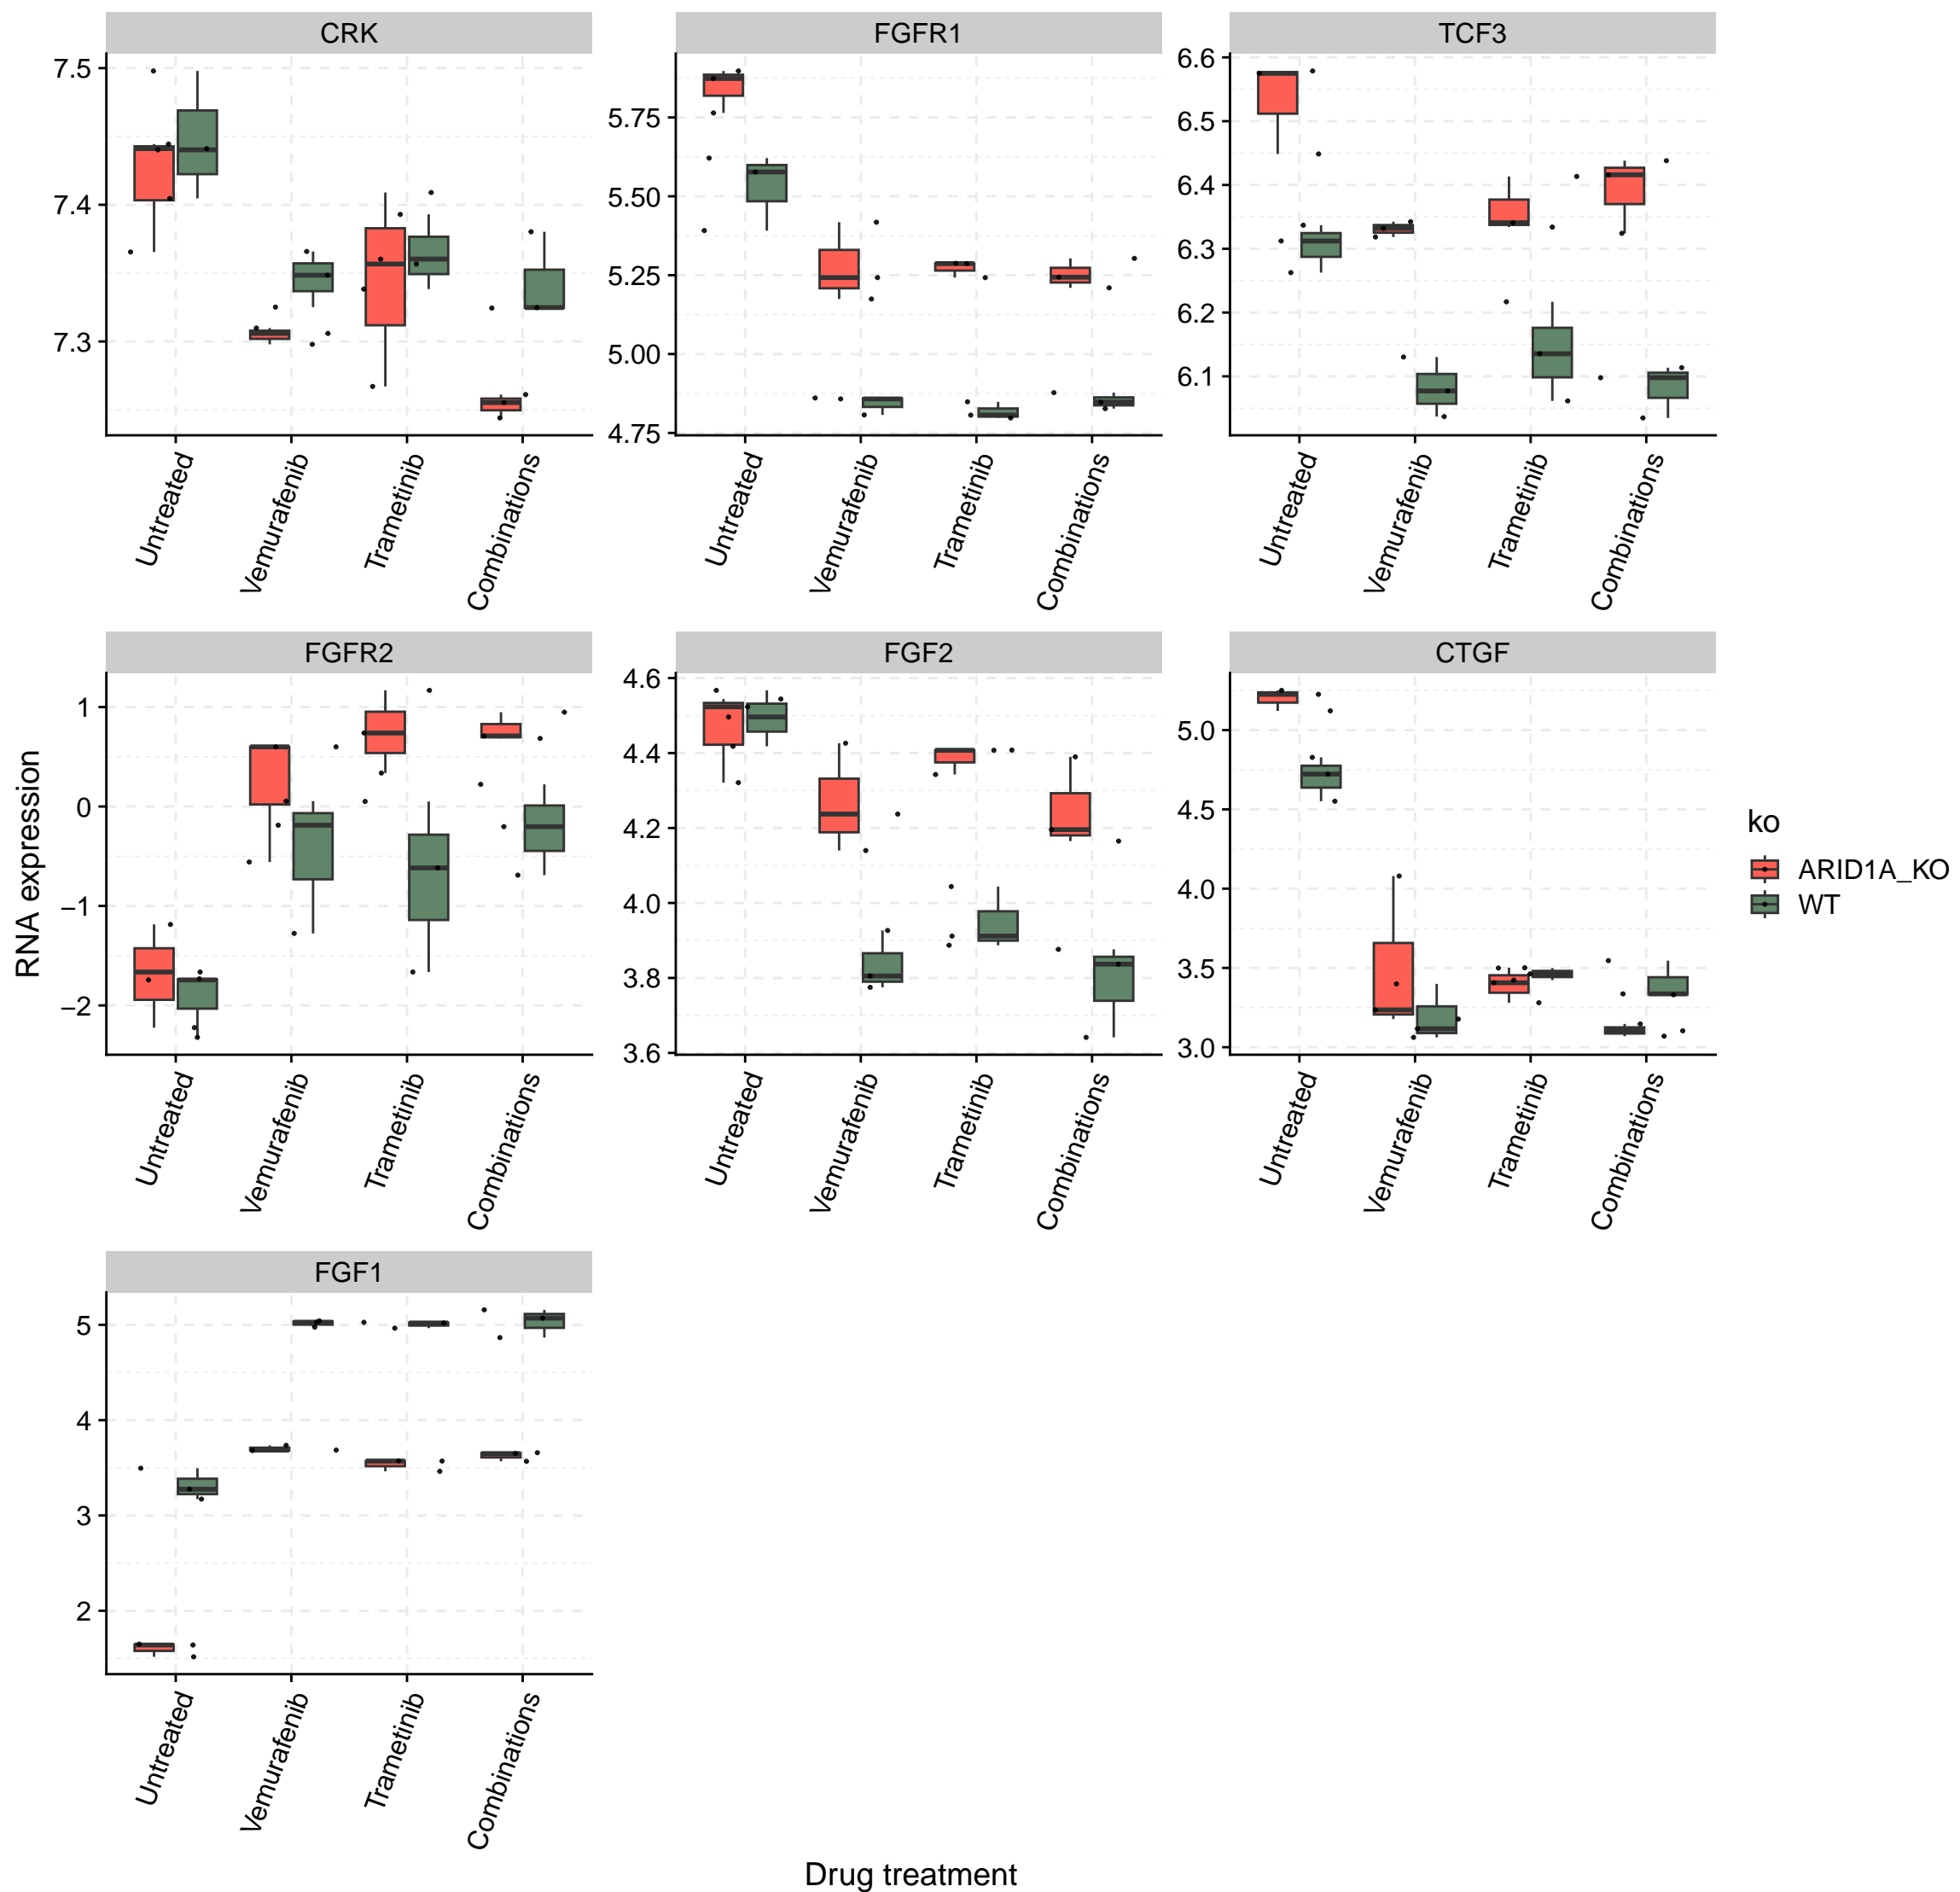 CRK
FGFR1
TCF3
7.5
7.4
7.3
5.75
5.50
5.25
5.00
4.75
6.6
6.5
6.4
6.3
6.2
6.1
Untreated
Vemurafenib
Trametinib
Combinations
Untreated
Vemurafenib
Trametinib
Combinations
Untreated
Vemurafenib
Trametinib
Combinations
FGFR2
FGF2
CTGF
1
0
−1
−2
4.6
4.4
4.2
4.0
3.8
3.6
5.0
4.5
4.0
3.5
3.0
Untreated
Vemurafenib
Trametinib
Combinations
Untreated
Vemurafenib
Trametinib
Combinations
Untreated
Vemurafenib
Trametinib
Combinations
RNA expression
ko
ARID1A_KO
WT
FGF1
5
4
3
2
Untreated
Vemurafenib
Trametinib
Combinations
Drug treatment